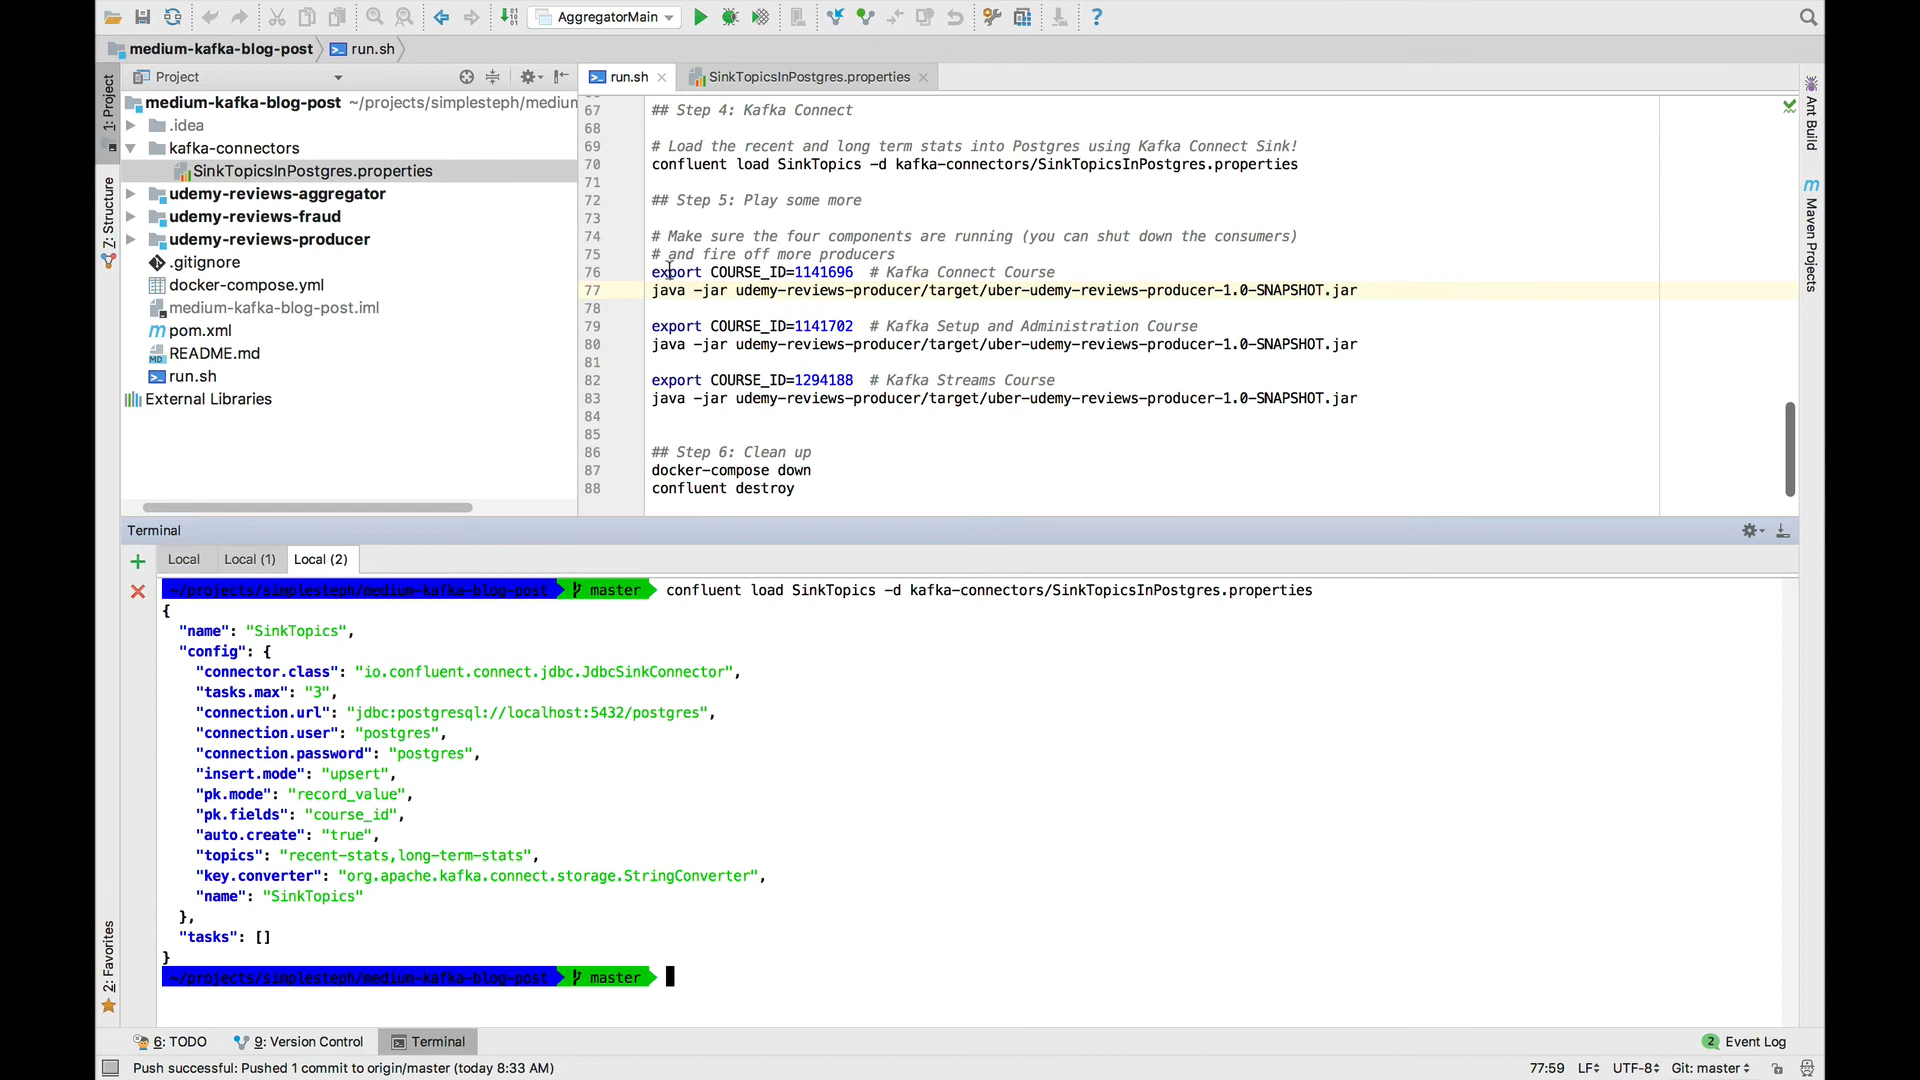 AggregatorMain
medium-kafka-blog-post
run.sh
1: Project
Z: Structure
2: Favorites
Project
medium-kafka-blog-post ~/projects/simplesteph/medium
.idea
kafka-connectors
SinkTopicsInPostgres.properties
udemy-reviews-aggregator
udemy-reviews-fraud
udemy-reviews-producer
.gitignore
docker-compose.yml
medium-kafka-blog-post.iml
pom.xml
README.md
run.sh
External Libraries
run.sh
SinkTopicsInPostgres.properties
67 ## Step 4: Kafka Connect
68
69 # Load the recent and long term stats into Postgres using Kafka Connect Sink!
70 confluent load SinkTopics -d kafka-connectors/SinkTopicsInPostgres.properties
71
72 ## Step 5: Play some more
73
74 # Make sure the four components are running (you can shut down the consumers)
75 # and fire off more producers
76 export COURSE_ID=1141696 # Kafka Connect Course
77 java -jar udemy-reviews-producer/target/uber-udemy-reviews-producer-1.0-SNAPSHOT.jar
78
79 export COURSE_ID=1141702 # Kafka Setup and Administration Course
80 java -jar udemy-reviews-producer/target/uber-udemy-reviews-producer-1.0-SNAPSHOT.jar
81
82 export COURSE_ID=1294188 # Kafka Streams Course
83 java -jar udemy-reviews-producer/target/uber-udemy-reviews-producer-1.0-SNAPSHOT.jar
84
85
86 ## Step 6: Clean up
87 docker-compose down
88 confluent destroy
Ant Build
Maven Projects
Terminal
Local
Local (1)
Local (2)
~/projects/simplesteph/medium-kafka-blog-post master confluent load SinkTopics -d kafka-connectors/SinkTopicsInPostgres.properties
{
"name": "SinkTopics",
"config": {
"connector.class": "io.confluent.connect.jdbc.JdbcSinkConnector",
"tasks.max": "3",
"connection.url": "jdbc:postgresql://localhost:5432/postgres",
"connection.user": "postgres",
"connection.password": "postgres",
"insert.mode": "upsert",
"pk.mode": "record_value",
"pk.fields": "course_id",
"auto.create": "true",
"topics": "recent-stats,long-term-stats",
"key.converter": "org.apache.kafka.connect.storage.StringConverter",
"name": "SinkTopics"
},
"tasks": []
}
~/projects/simplesteph/medium-kafka-blog-post master
6: TODO
9: Version Control
Terminal
2 Event Log
Push successful: Pushed 1 commit to origin/master (today 8:33 AM)
77:59 LF UTF-8 Git: master